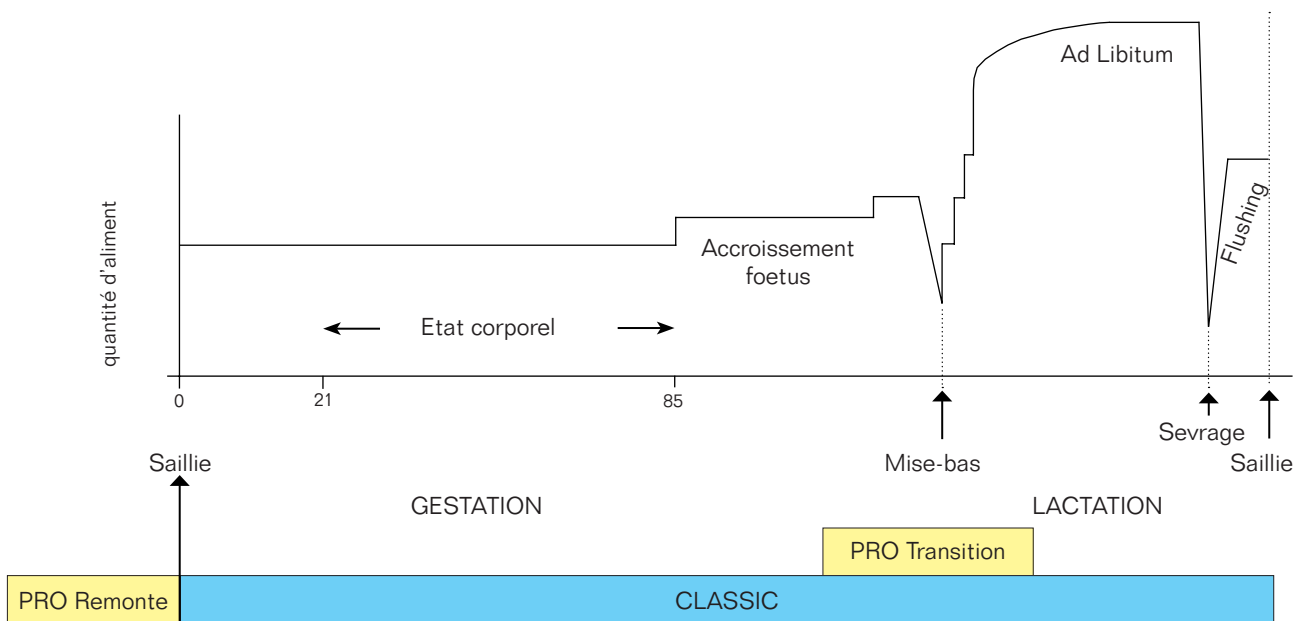 Ad Libitum
quantité d'aliment
Flushing
Accroissement
foetus
Etat corporel
0
21
85
Sevrage
Saillie
Mise-bas
Saillie
GESTATION
LACTATION
PRO Transition
PRO Remonte
CLASSIC